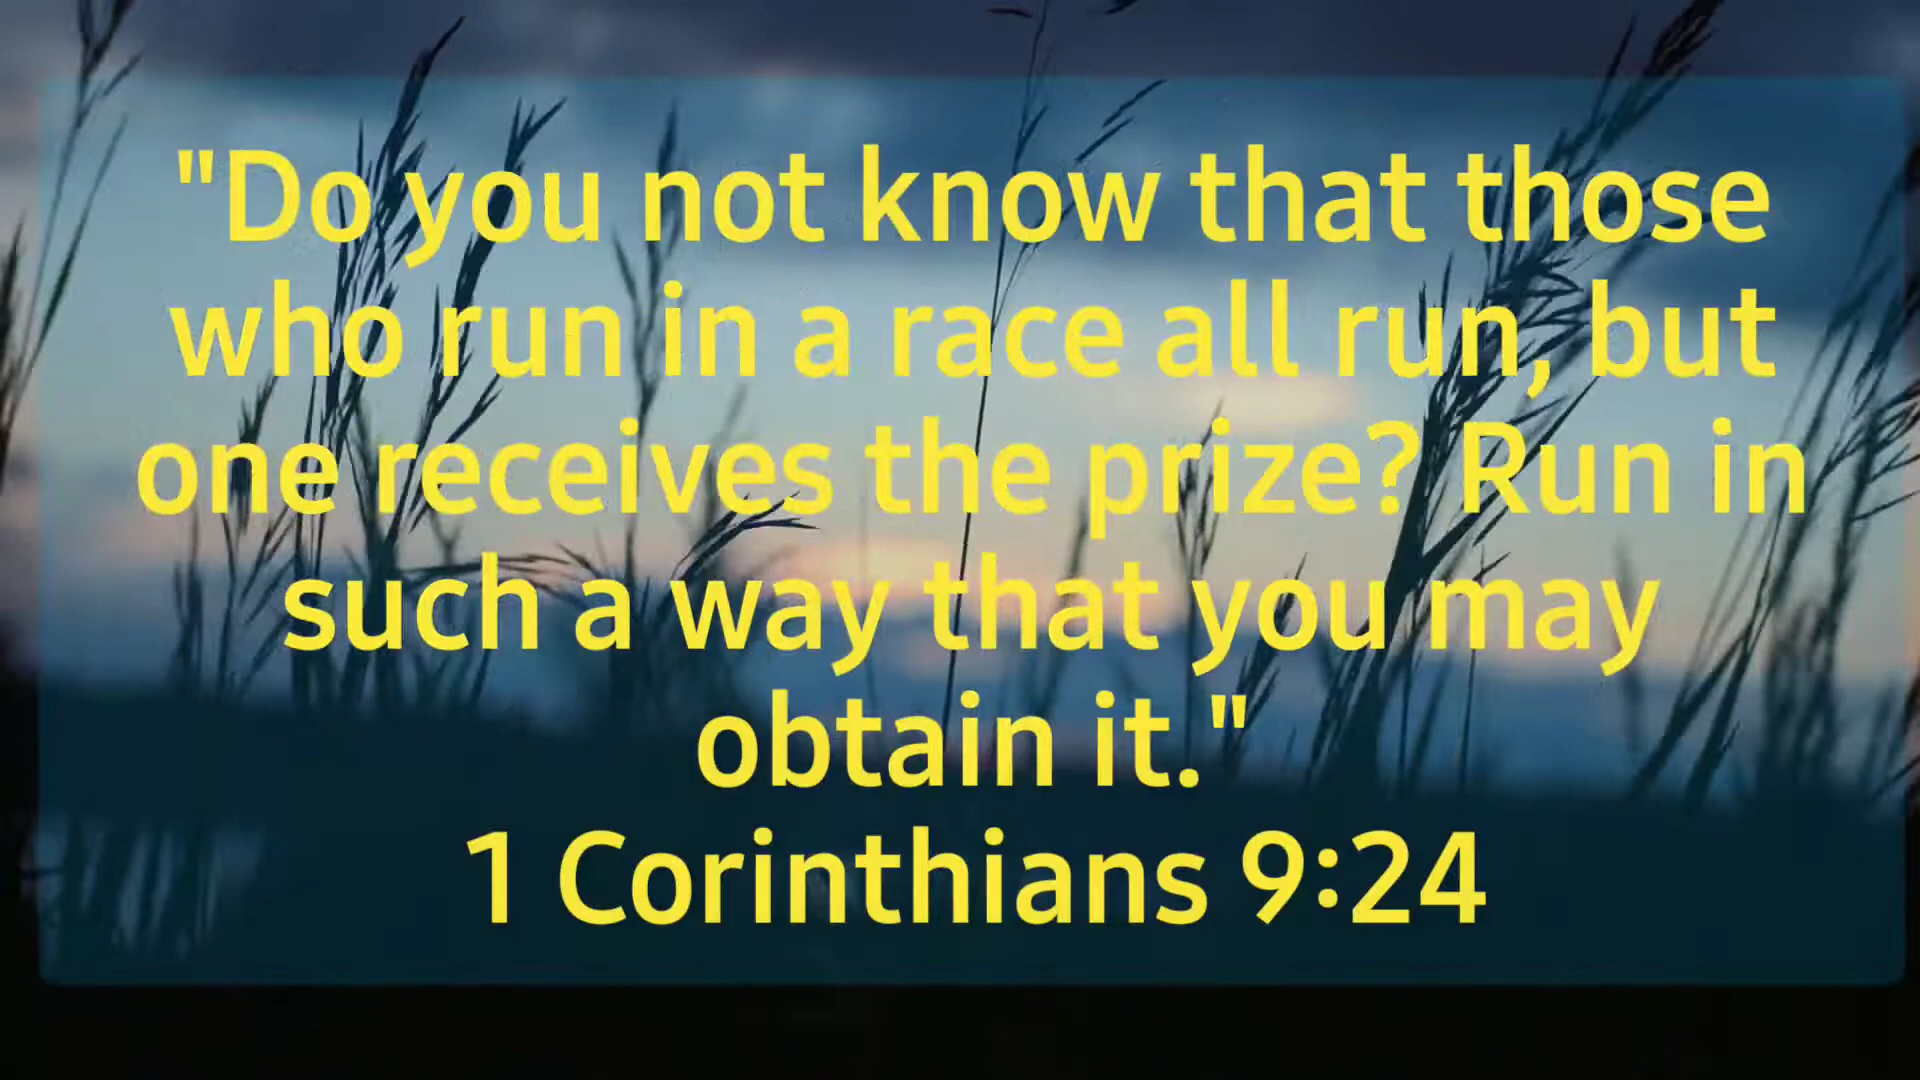 "Do you not know that those
who run in a race all run, but
one receives the prize? Run in
such a way that you may
obtain it."
1 Corinthians 9:24